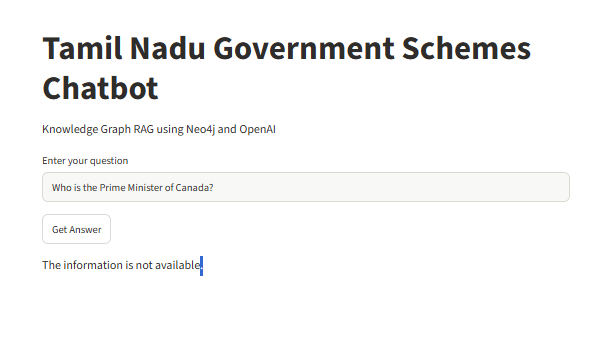 Tamil Nadu Government Schemes
Chatbot
Knowledge Graph RAG using Neo4j and OpenAI
Enter your question
Who is the Prime Minister of Canada?
Get Answer
The information is not available.